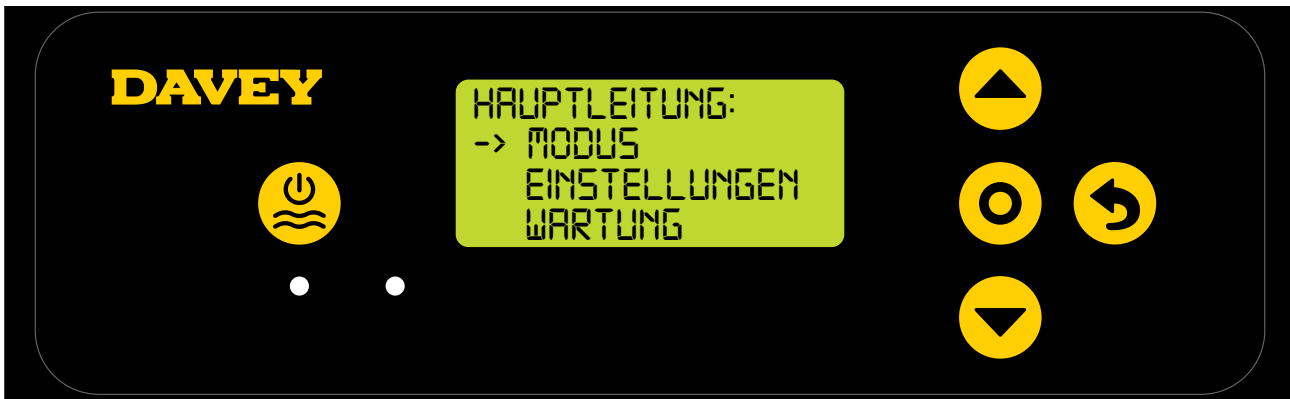 DAVEY
HAUPTLEITUNG:
-> MODUS
EINSTELLUNGEN
WARTUNG